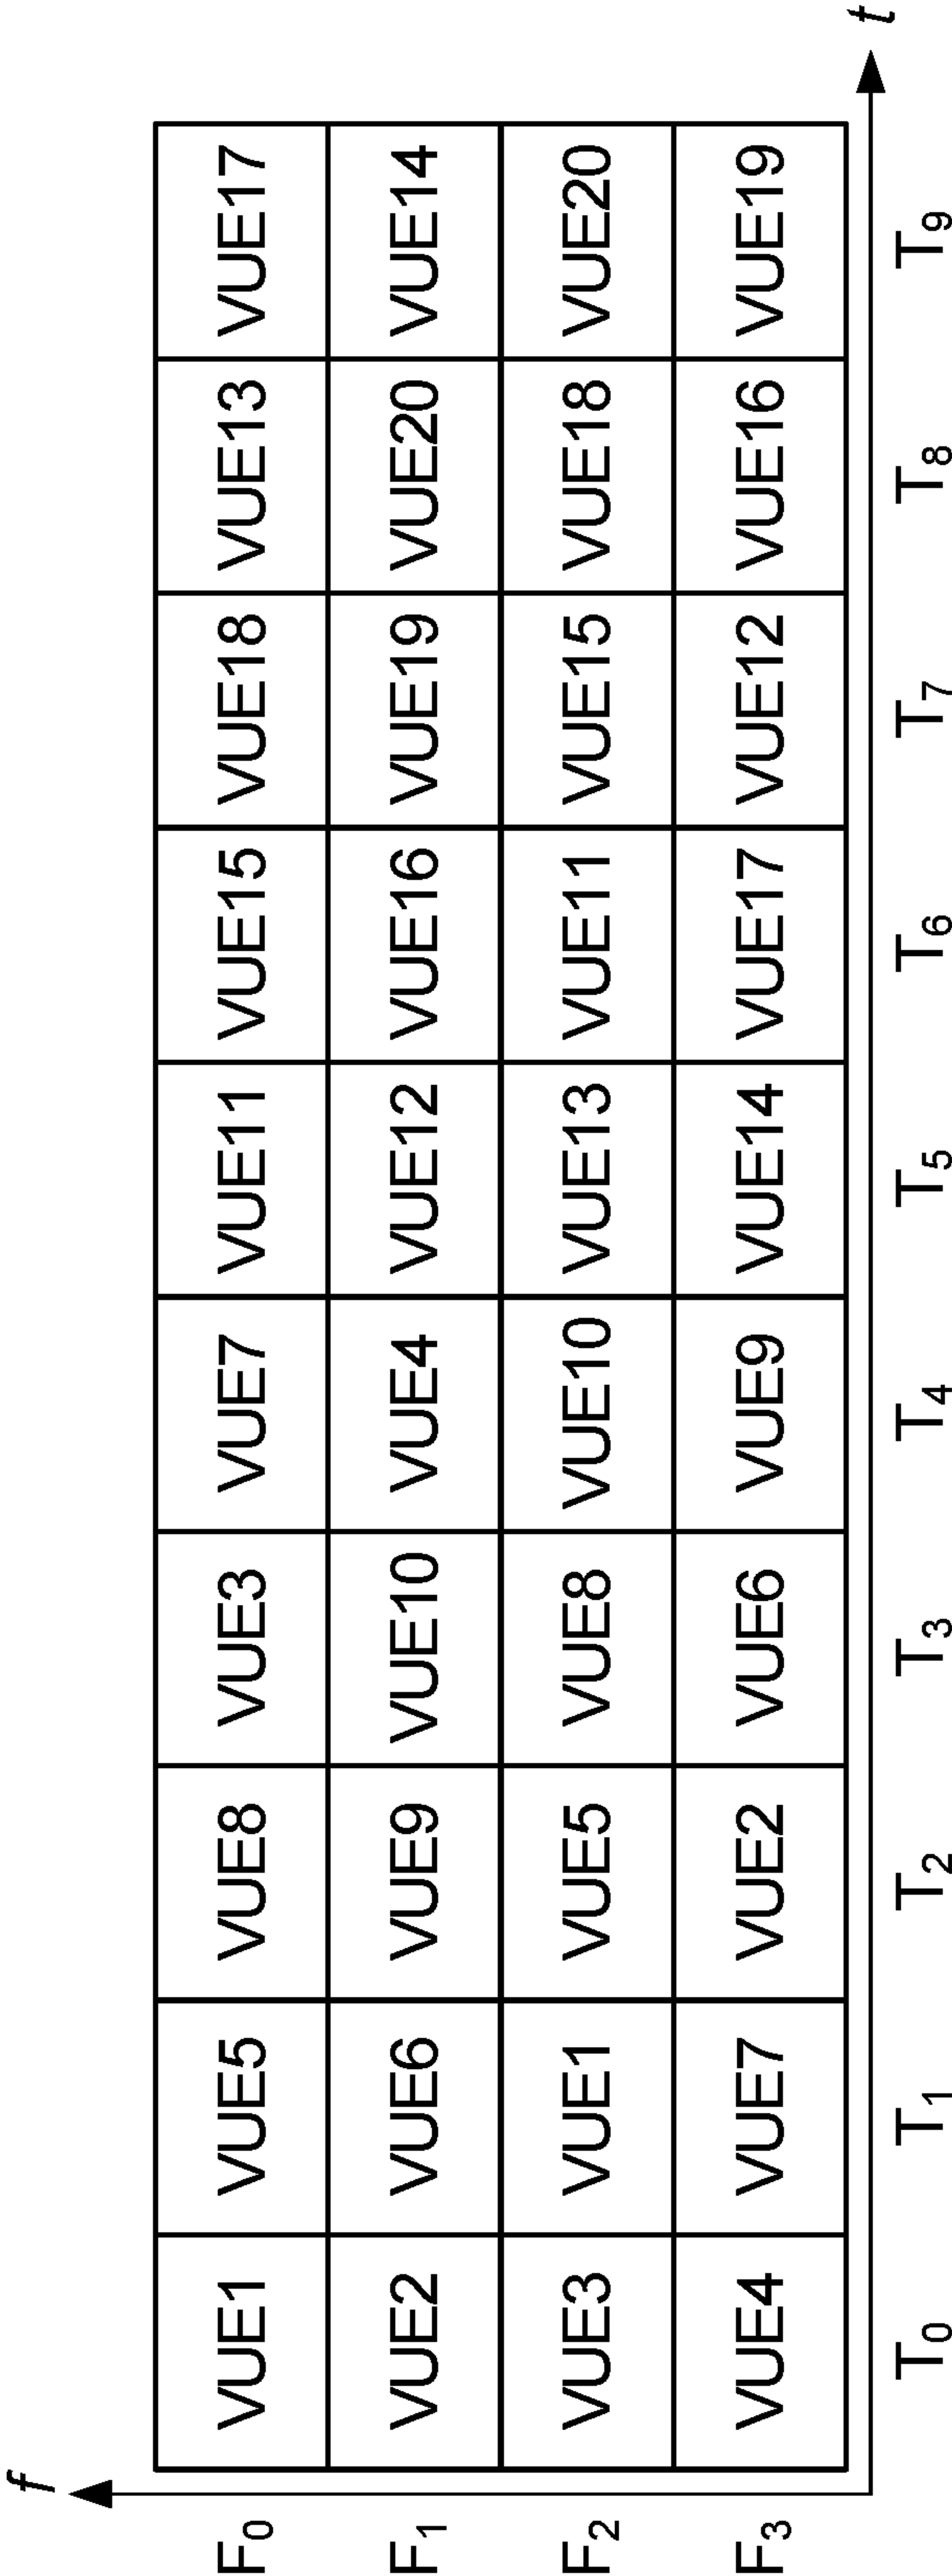 f
F0 VUE1 VUE5 VUE8 VUE3 VUE7 VUE11 VUE15 VUE18 VUE13 VUE17
F1 VUE2 VUE6 VUE9 VUE10 VUE4 VUE12 VUE16 VUE19 VUE20 VUE14
F2 VUE3 VUE1 VUE5 VUE8 VUE10 VUE13 VUE11 VUE15 VUE18 VUE20
F3 VUE4 VUE7 VUE2 VUE6 VUE9 VUE14 VUE17 VUE12 VUE16 VUE19
t
T0 T1 T2 T3 T4 T5 T6 T7 T8 T9